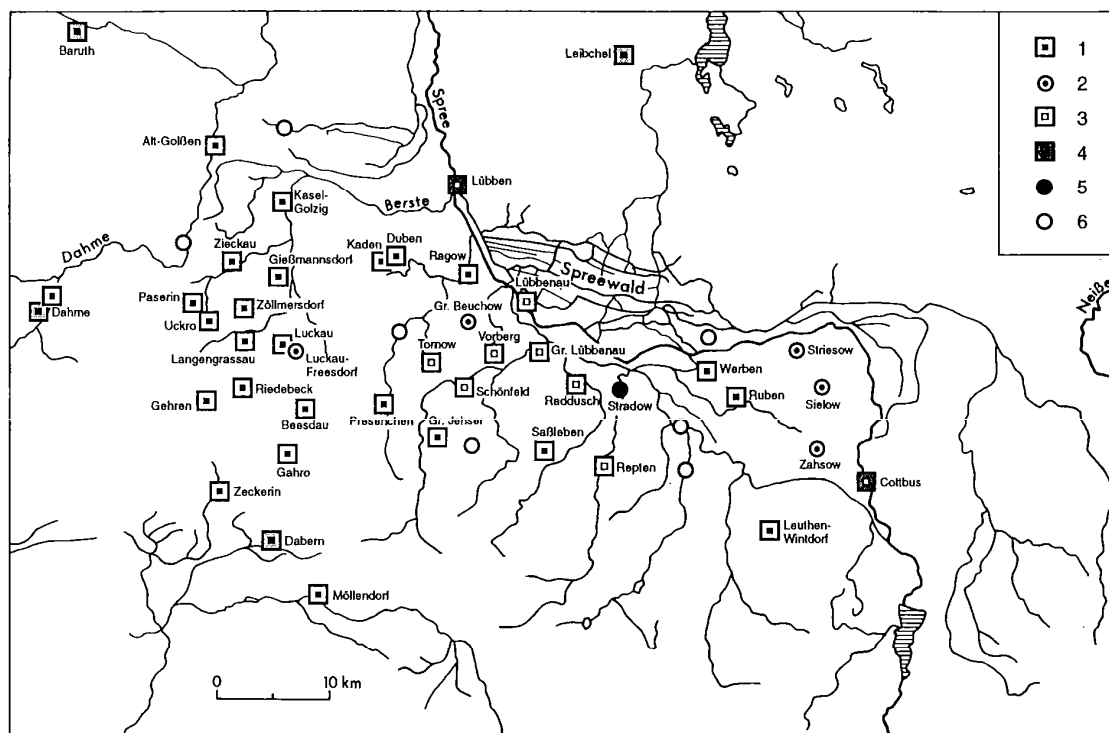 Baruth
Leibchel
1
2
3
4
5
6
Spree
Alt-Golßen
Lübben
Kasel-
Golzig
Berste
Dahme
Zieckau
Gießmannsdorf
Kaden
Duben
Ragow
Spreewald
Lübbenau
Neiße
Dahme
Paserin
Uckro
Zöllmersdorf
Gr. Beuchow
Vorberg
Tornow
Gr. Lübbenau
Langengrassau
Luckau
Luckau-
Freesdorf
Striesow
Werben
Riedebeck
Schönfeld
Raddusch
Stradow
Ruben
Sielow
Gehren
Beesdau
Presenchen
Gr. Jehser
Saßleben
Zahsow
Gahro
Repten
Cottbus
Zeckerin
Leuthen-
Wintdorf
Dabern
Möllendorf
0
10 km